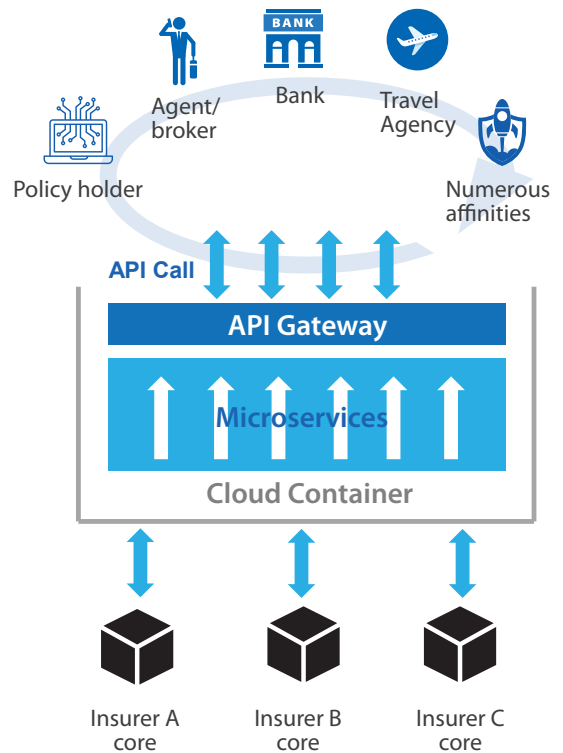 BANK
Bank
Agent/
broker
Travel
Agency
Policy holder
Numerous
affinities
API Call
API Gateway
Microservices
Cloud Container
Insurer A
core
Insurer B
core
Insurer C
core